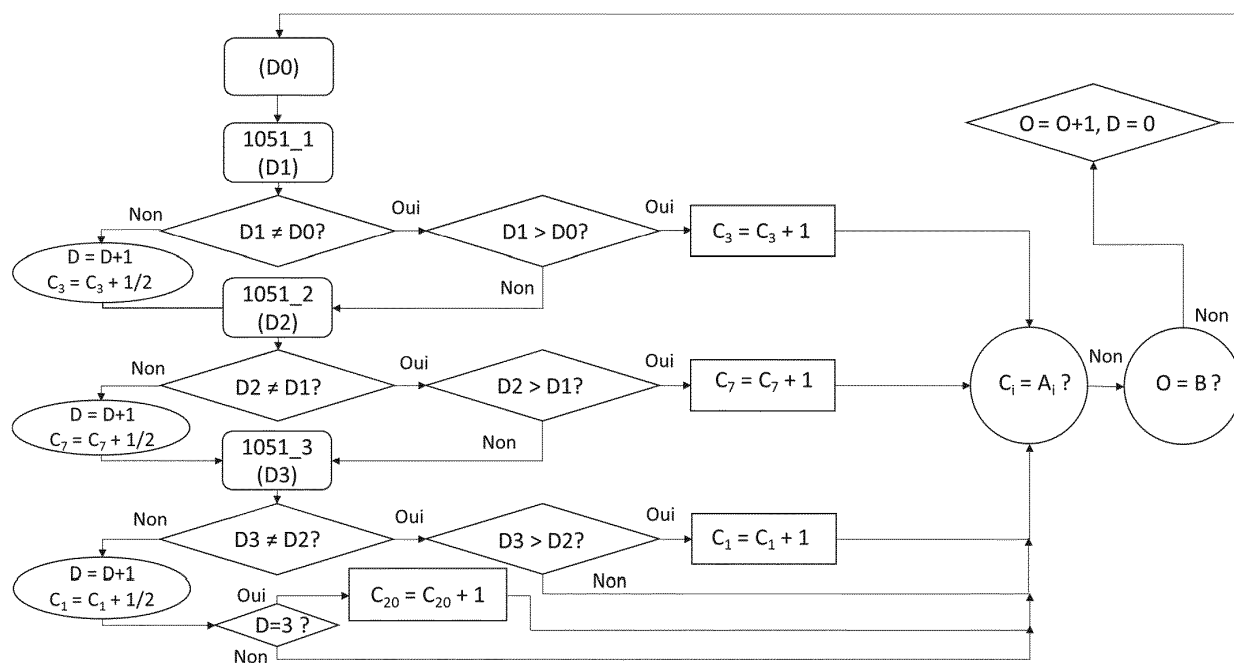 (D0)
1051_1
(D1)
O = O+1, D = 0
Non
D1 ≠ D0?
Oui
D1 > D0?
Oui
C₃ = C₃ + 1
D = D+1
C₃ = C₃ + 1/2
Non
1051_2
(D2)
Non
Non
D2 ≠ D1?
Oui
D2 > D1?
Oui
C₇ = C₇ + 1
Cᵢ = Aᵢ ?
Non
O = B ?
D = D+1
C₇ = C₇ + 1/2
Non
1051_3
(D3)
Non
D3 ≠ D2?
Oui
D3 > D2?
Oui
C₁ = C₁ + 1
Non
D = D+1
C₁ = C₁ + 1/2
Oui
C₂₀ = C₂₀ + 1
D=3 ?
Non